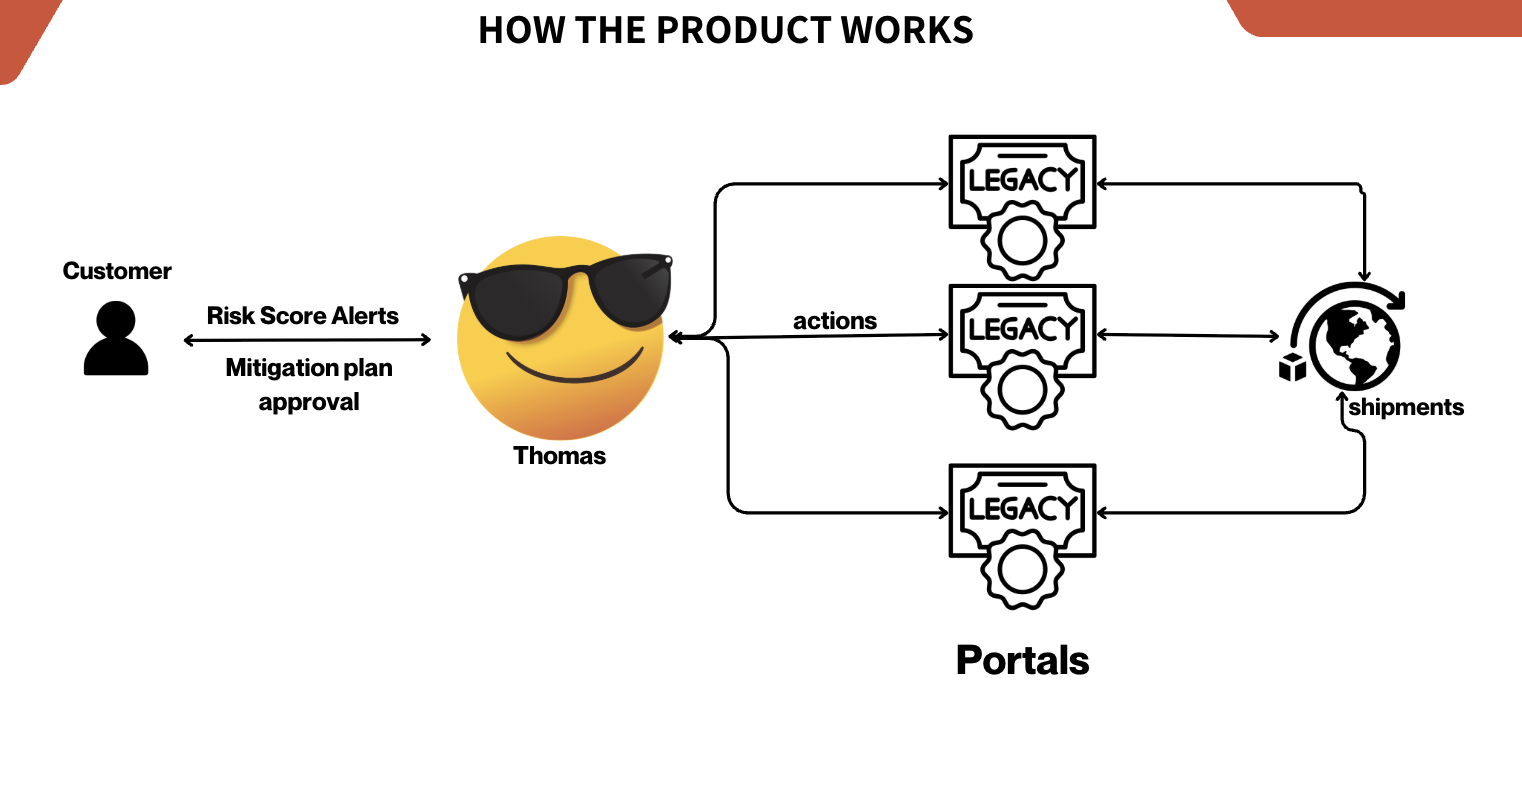 HOW THE PRODUCT WORKS
LEGACY
Customer
Risk Score Alerts
actions
LEGACY
Mitigation plan
approval
shipments
Thomas
LEGACY
Portals